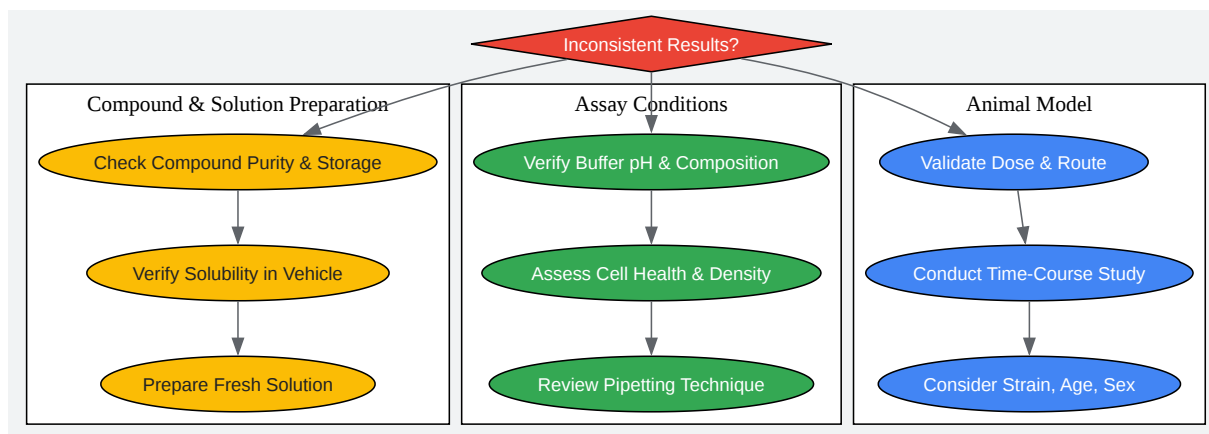 Inconsistent Results?
Compound & Solution Preparation
Check Compound Purity & Storage
Verify Solubility in Vehicle
Prepare Fresh Solution
Assay Conditions
Verify Buffer pH & Composition
Assess Cell Health & Density
Review Pipetting Technique
Animal Model
Validate Dose & Route
Conduct Time-Course Study
Consider Strain, Age, Sex